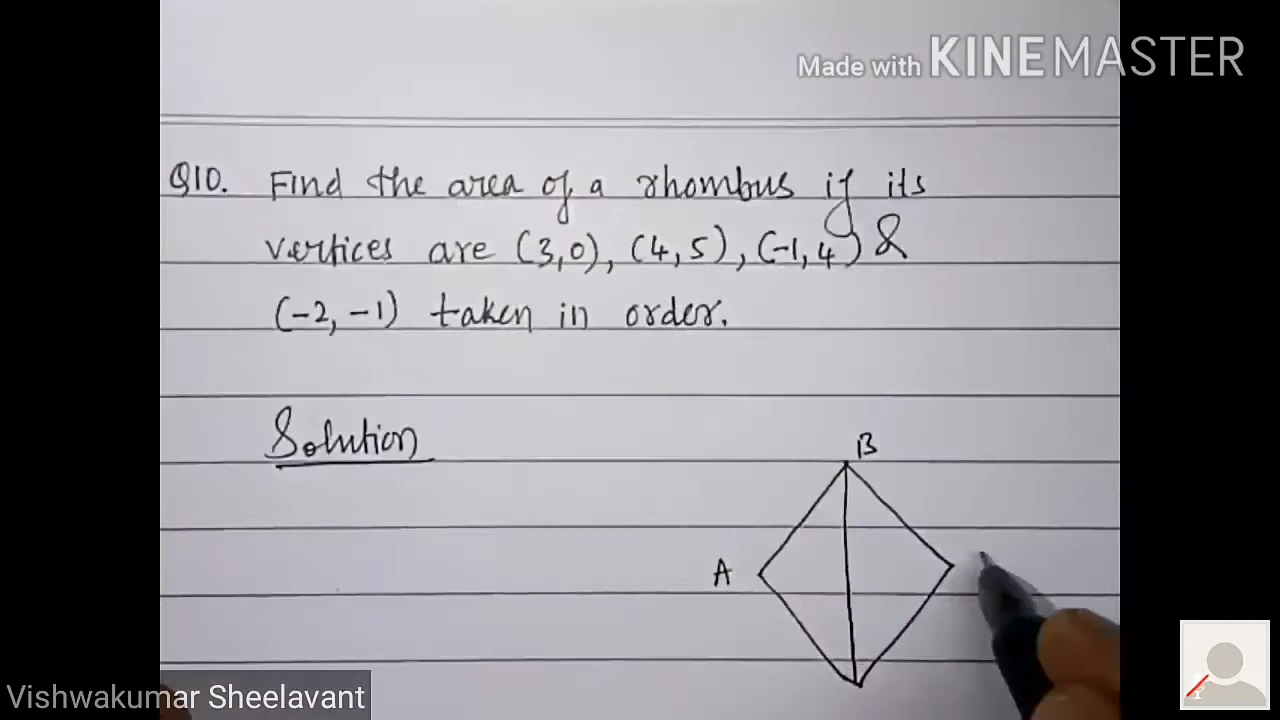 Made with KINEMASTER
Q10. Find the area of a rhombus if its
vertices are (3,0), (4,5), (-1,4) &
(-2,-1) taken in order.
Solution
B
A
Vishwakumar Sheelavant